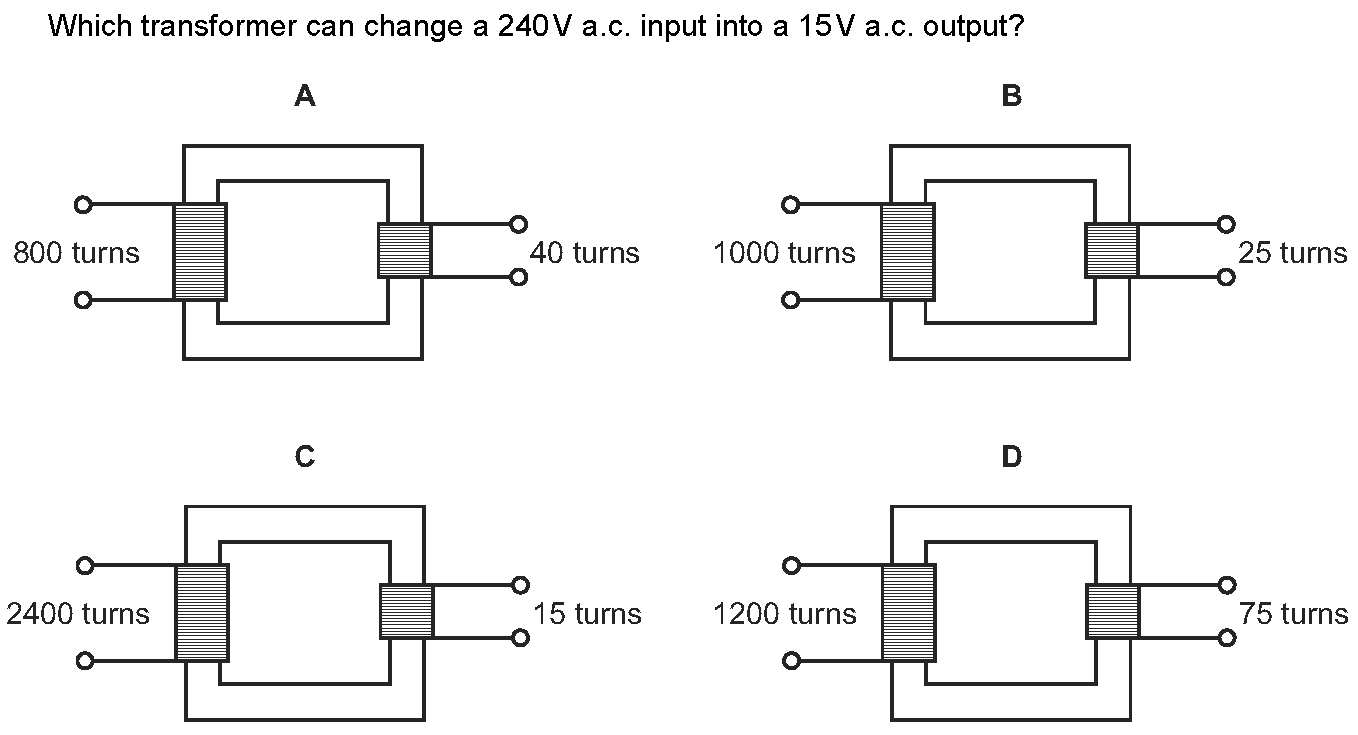 Which transformer can change a 240 V a.c. input into a 15 V a.c. output?
A
B
800 turns
40 turns
1000 turns
25 turns
C
D
2400 turns
15 turns
1200 turns
75 turns